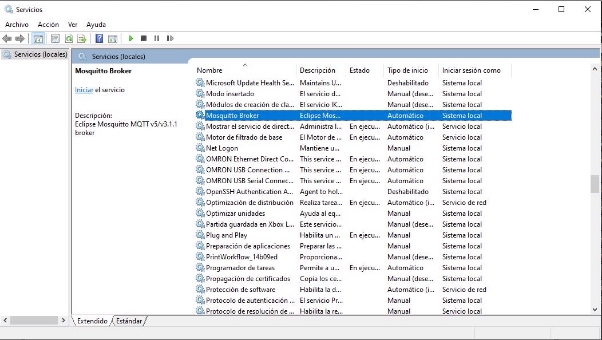 Servicios
Archivo Acción Ver Ayuda
Servicios (locales)
Servicios (locales)
Mosquitto Broker
Iniciar el servicio
Descripción:
Eclipse Mosquitto MQTT v5/v3.1.1
broker
Nombre Descripción Estado Tipo de inicio Iniciar sesión como
Microsoft Update Health Se... Maintains U... Deshabilitado Sistema local
Modo insertado El servicio d... Manual (dese... Sistema local
Módulos de creación de cla... El servicio IK... Manual (dese... Sistema local
Mosquitto Broker Eclipse Mos... Automático Sistema local
Mostrar el servicio de direct... Administra l... En ejecu... Automático (i... Servicio local
Motor de filtrado de base El Motor de ... En ejecu... Automático Servicio local
Net Logon Mantiene u... Manual Sistema local
OMRON Ethernet Direct Co... This service ... En ejecu... Automático Sistema local
OMRON USB Connection ... This service ... En ejecu... Automático Sistema local
OMRON USB Serial Connec... This service ... En ejecu... Automático Sistema local
OpenSSH Authentication A... Agent to hol... Deshabilitado Sistema local
Optimización de distribución Realiza tarea... En ejecu... Automático (i... Servicio de red
Optimizar unidades Ayuda al eq... Manual Sistema local
Partida guardada en Xbox L... Este servicio... Manual (dese... Sistema local
Plug and Play Habilita un ... En ejecu... Manual Sistema local
Preparación de aplicaciones Preparar las ... Manual Sistema local
PrintWorkflow_14b09ed Proporciona... Manual (dese... Sistema local
Programador de tareas Permite a u... En ejecu... Automático Sistema local
Propagación de certificados Copia los ce... Manual (dese... Sistema local
Protección de software Habilita la d... Automático (i... Servicio de red
Protocolo de autenticación ... El servicio Pr... Manual Sistema local
Protocolo de resolución de ... Habilita la re... Manual Servicio local
Extendido Estándar